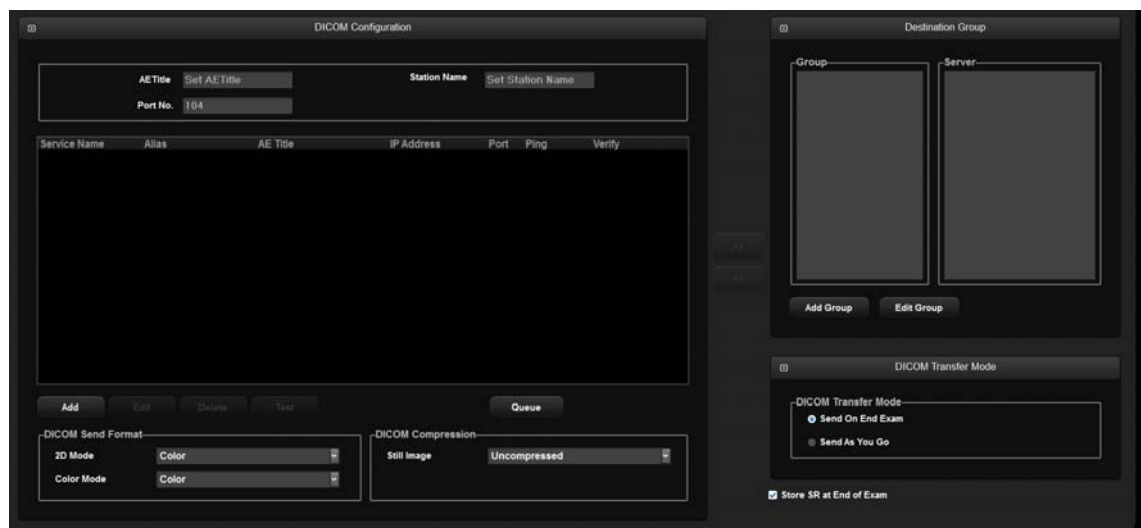 DICOM Configuration
AETitle Set AETitle Station Name Set Station Name
Port No. 104
Service Name Alias AE Title IP Address Port Ping Verify
Add Edit Delete Test Queue
DICOM Send Format
2D Mode Color
Color Mode Color
DICOM Compression
Still Image Uncompressed
Destination Group
Group Server
Add Group Edit Group
DICOM Transfer Mode
DICOM Transfer Mode
Send On End Exam
Send As You Go
Store SR at End of Exam